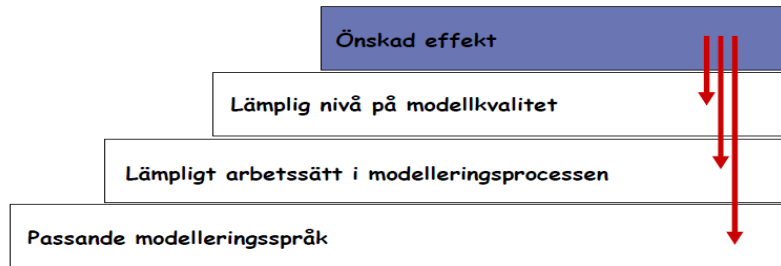 Önskad effekt
Lämplig nivå på modellkvalitet
Lämpligt arbetssätt i modelleringsprocessen
Passande modelleringsspråk